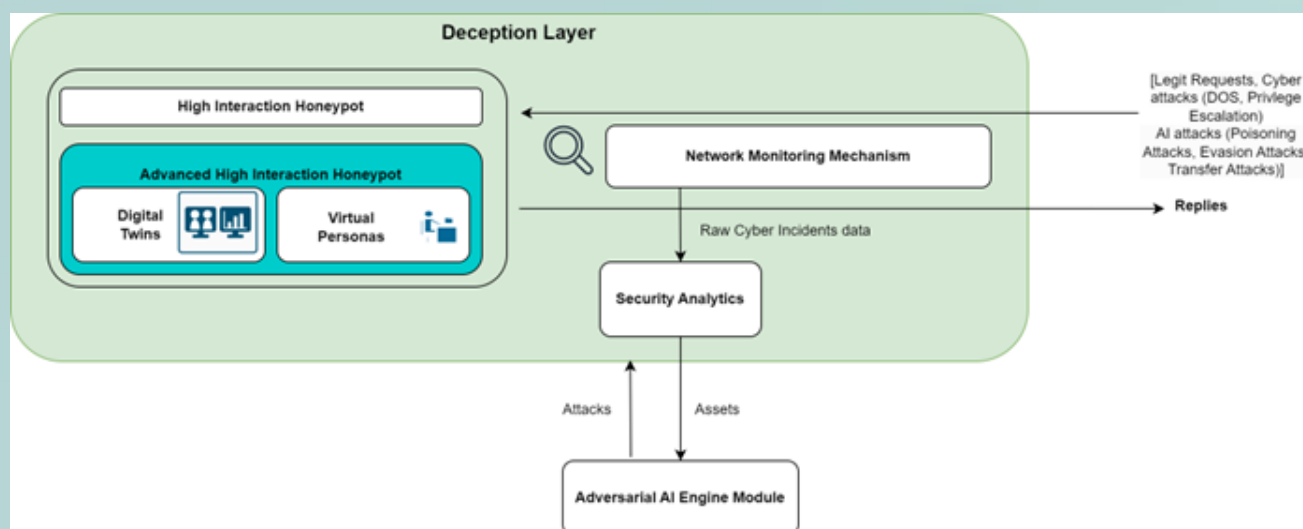 Deception Layer
High Interaction Honeypot
Advanced High Interaction Honeypot
Digital
Twins
Virtual
Personas
Network Monitoring Mechanism
[Legit Requests, Cyber
attacks (DOS, Privlege
Escalation)
AI attacks (Poisoning
Attacks, Evasion Attacks
Transfer Attacks)]
Replies
Raw Cyber Incidents data
Security Analytics
Attacks
Assets
Adversarial AI Engine Module